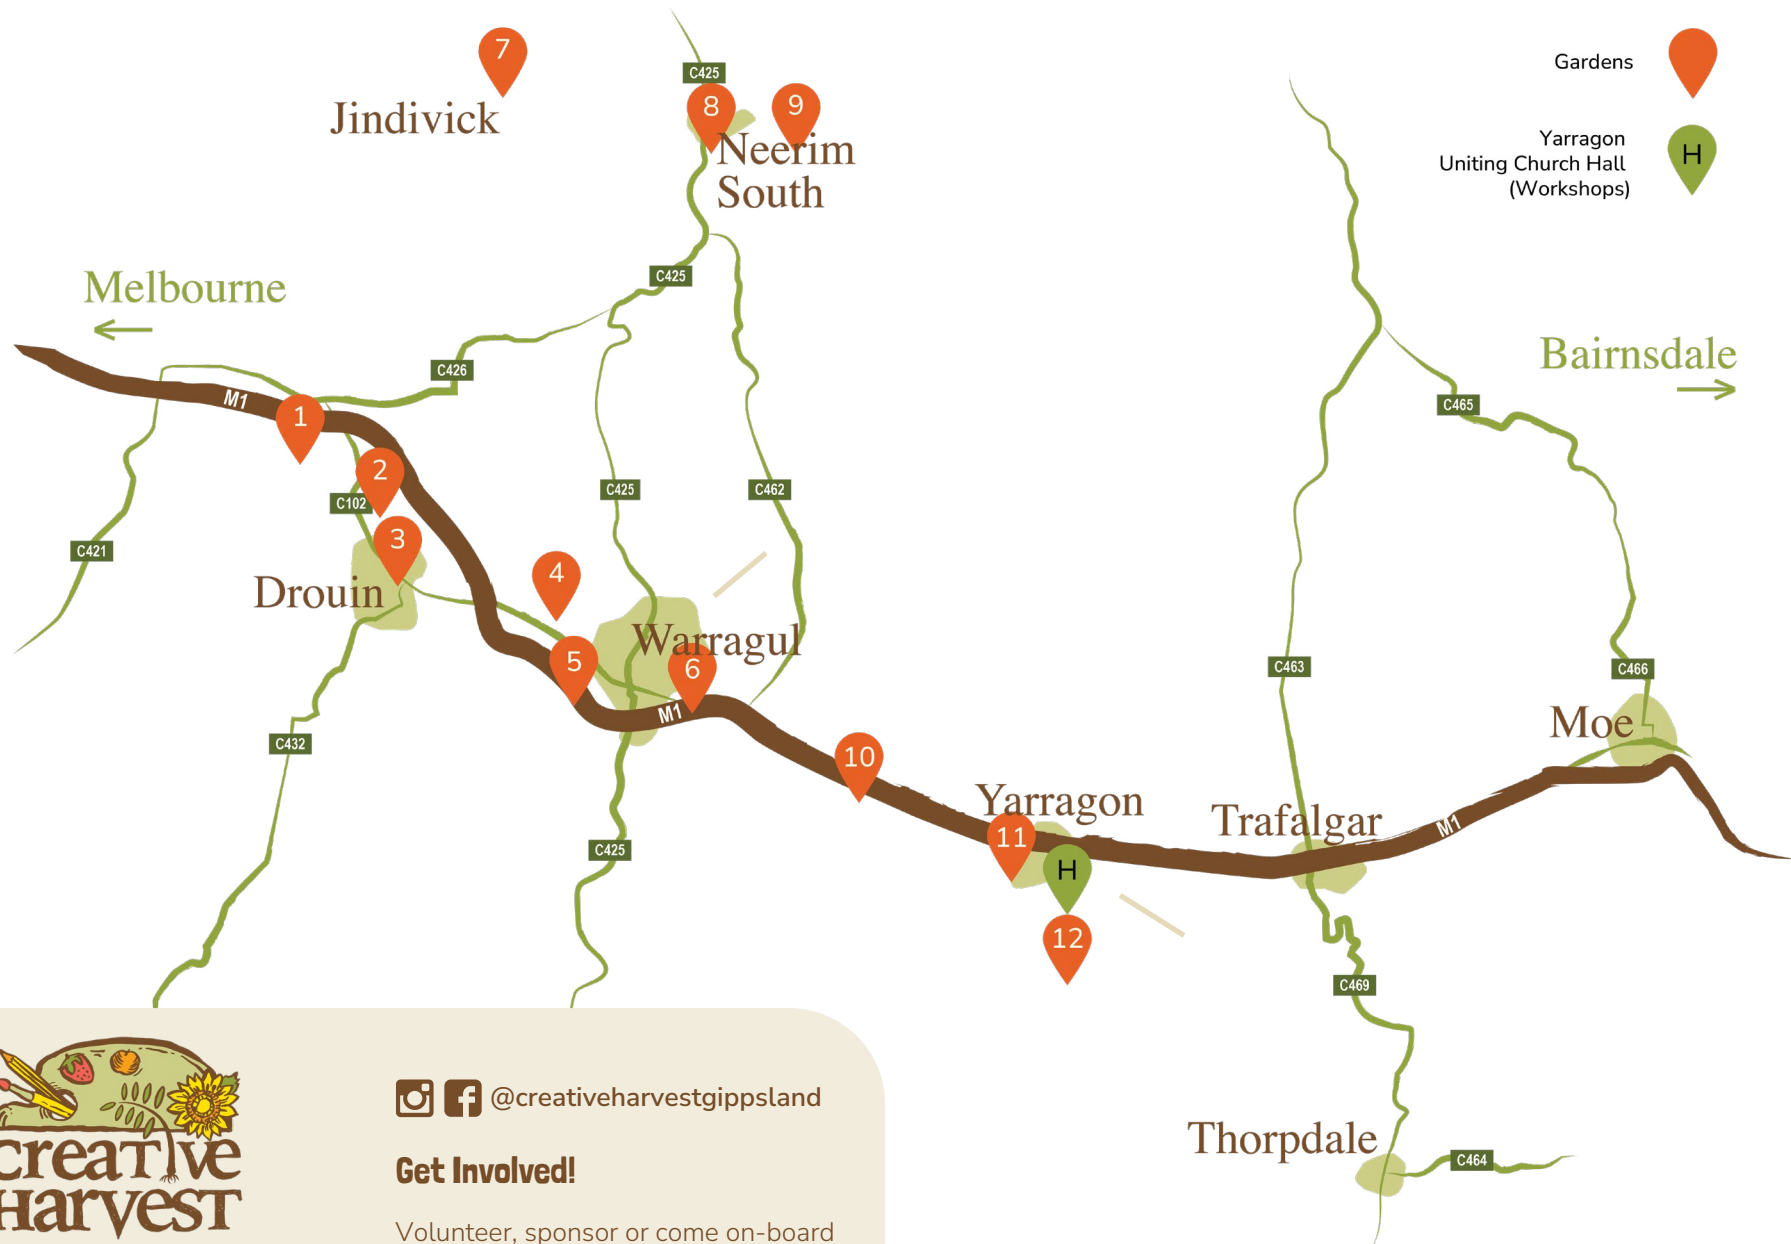 7
Jindivick
C425
8
9
Neerim
South
Gardens
Yarragon
Uniting Church Hall
(Workshops)
H
Melbourne
C425
Bairnsdale
C426
M1
1
C465
2
C102
C425
C462
3
C421
4
Drouin
Warragul
5
6
C463
C466
M1
Moe
C432
10
Yarragon
Trafalgar
M1
11
C425
H
12
C469
@creativeharvestgippsland
Thorpdale
C464
creative
Harvest
Get Involved!
Volunteer, sponsor or come on-board